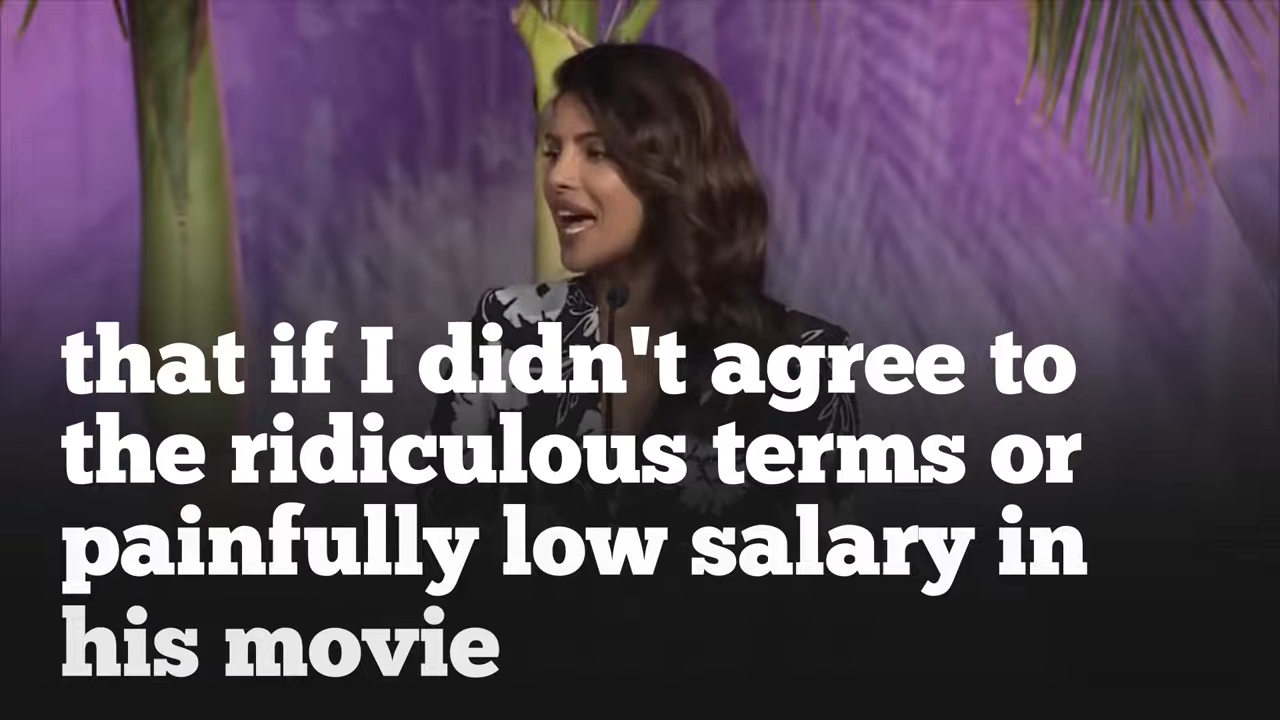 that if I didn't agree to
the ridiculous terms or
painfully low salary in
his movie